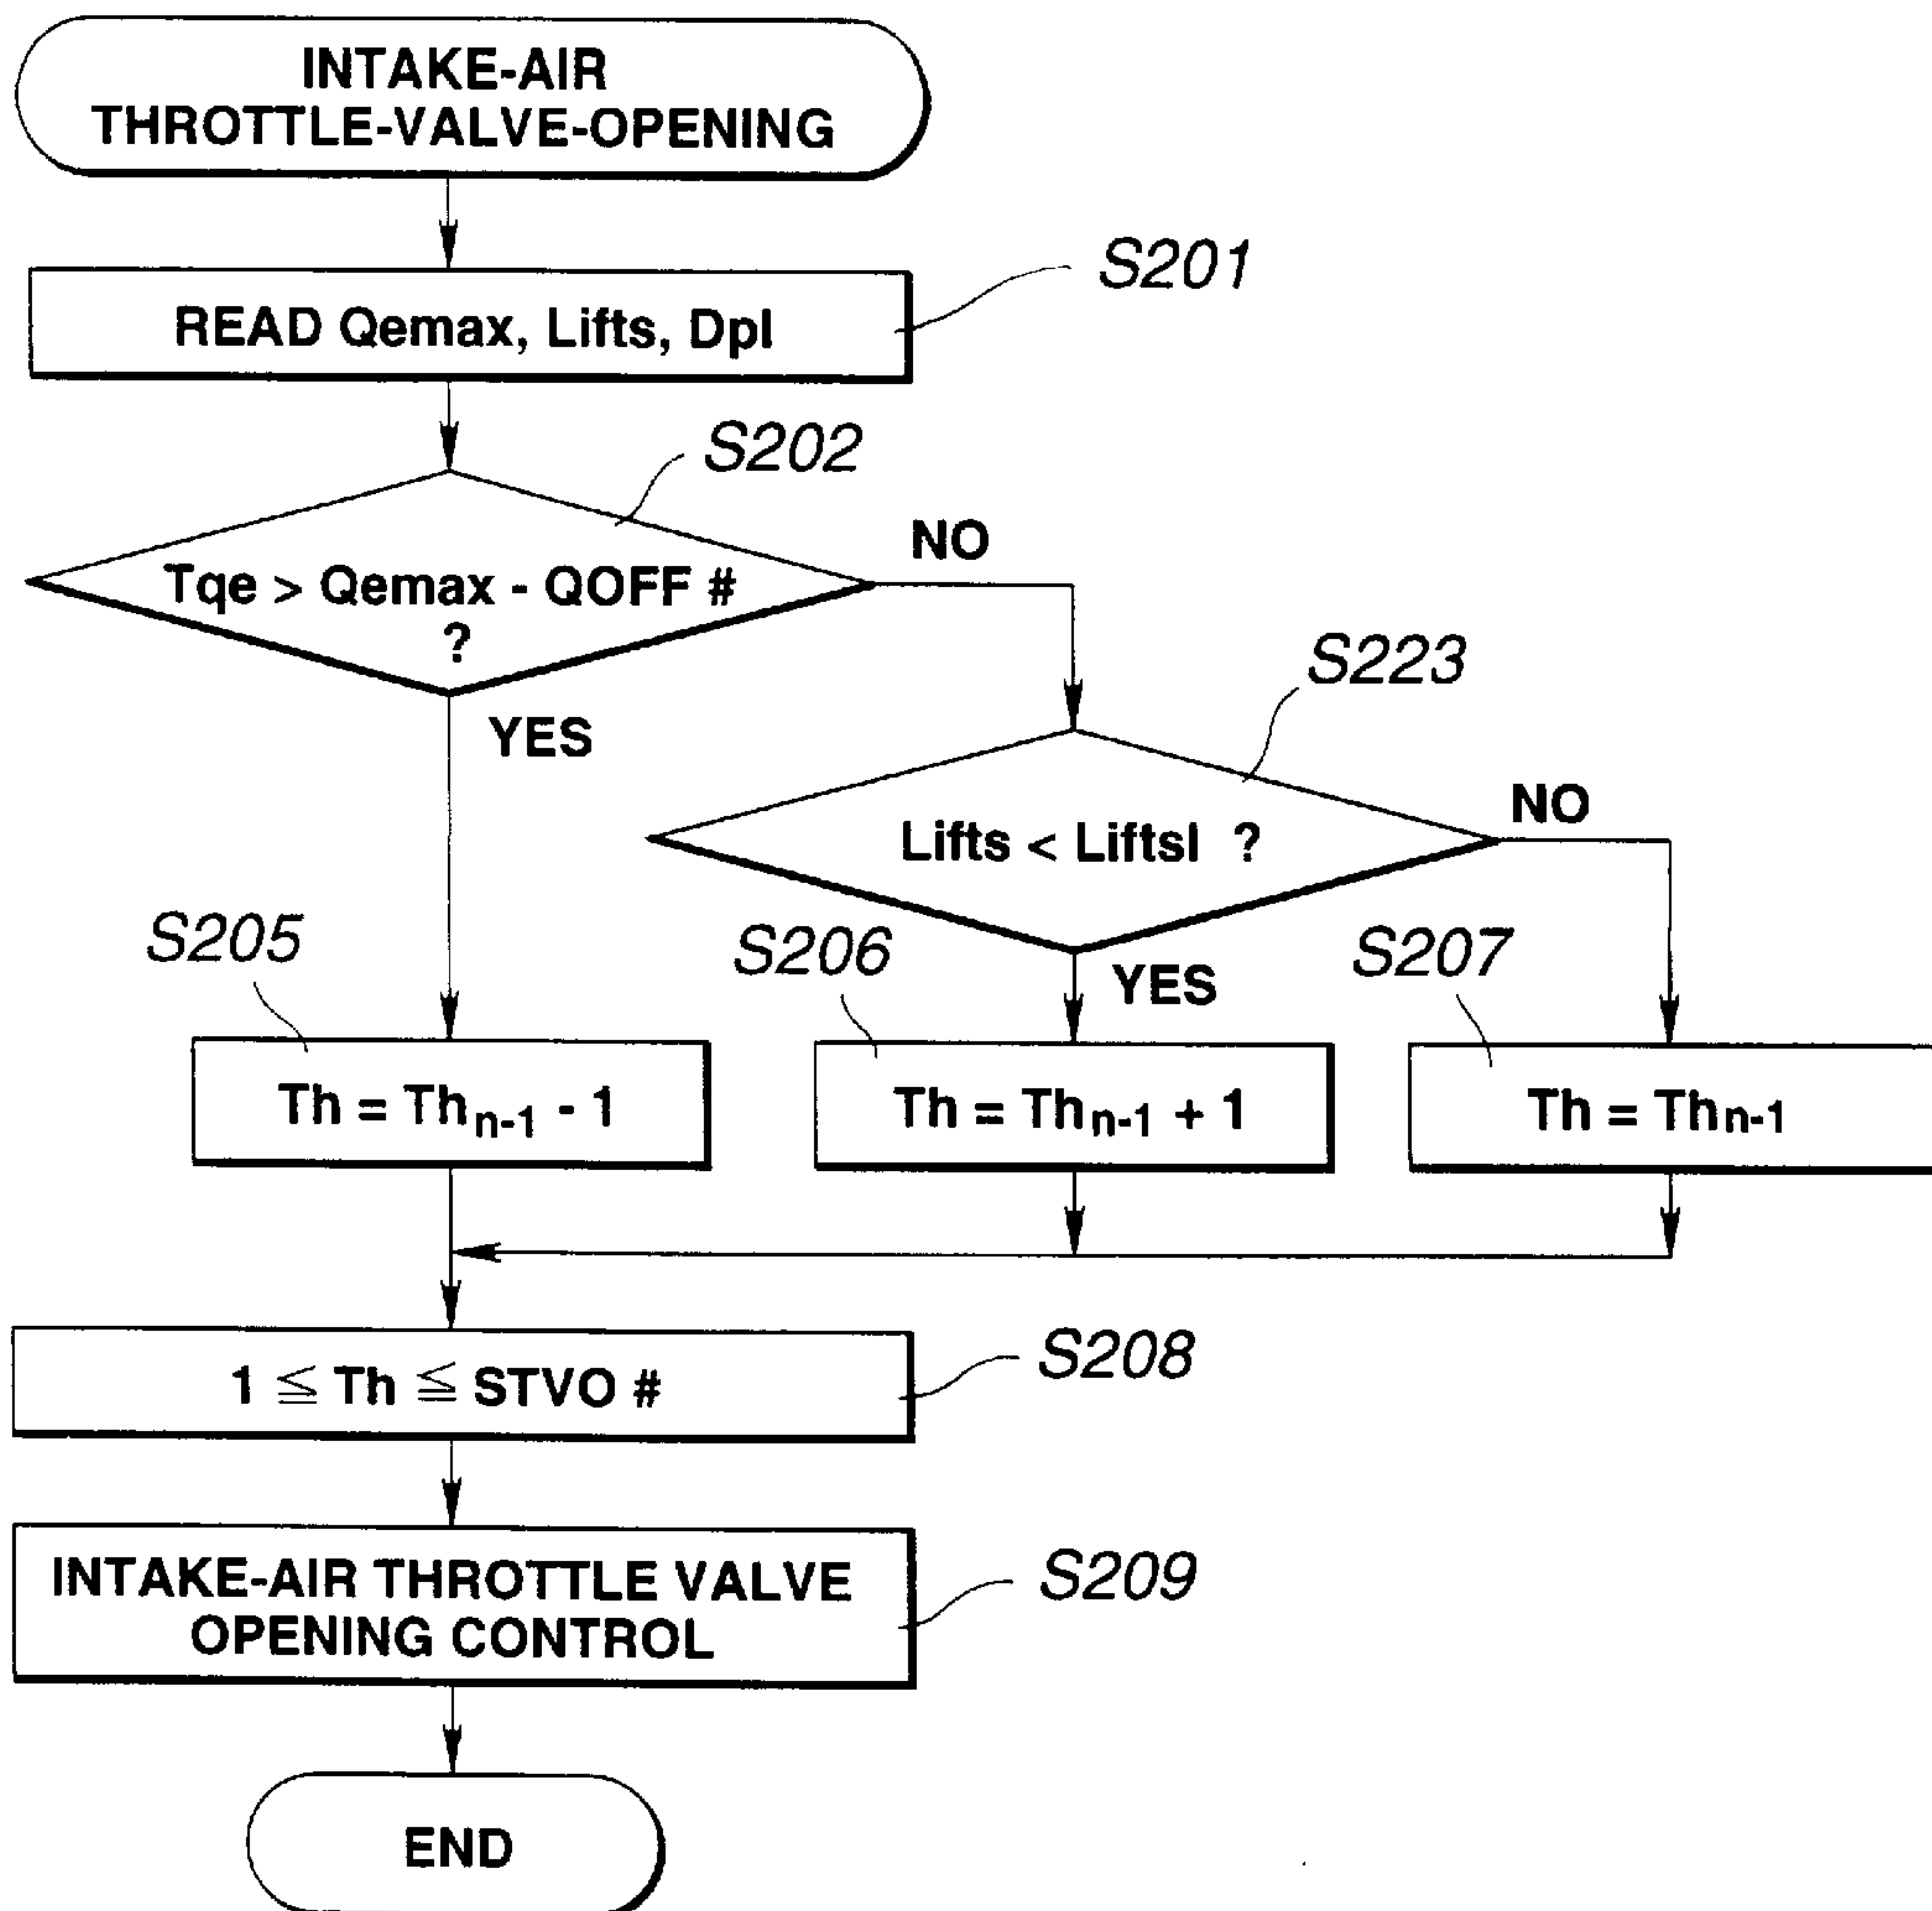 INTAKE-AIR
THROTTLE-VALVE-OPENING
S201
READ Qemax, Lifts, Dpl
S202
NO
Tqe > Qemax - QOFF #
?
YES
S223
NO
Lifts < Liftsl ?
S205
S206
YES
S207
Th = Thn-1 - 1
Th = Thn-1 + 1
Th = Thn-1
1 ≦ Th ≦ STVO #
S208
INTAKE-AIR THROTTLE VALVE
OPENING CONTROL
S209
END